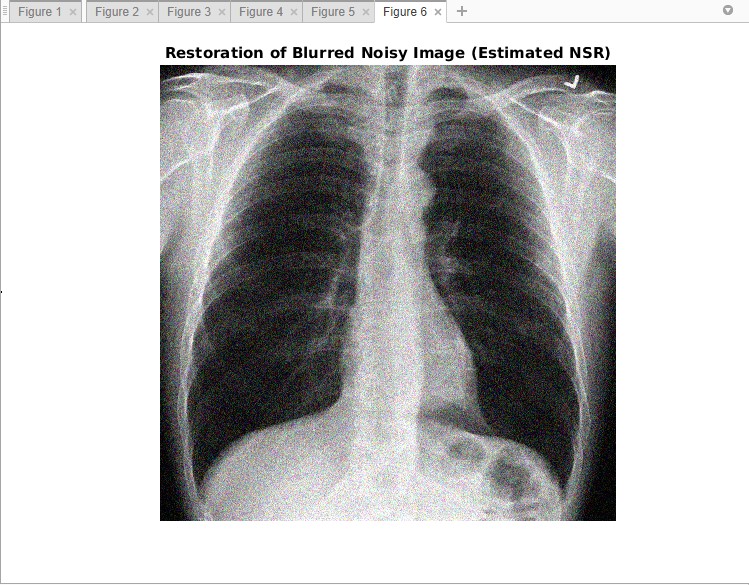 Figure 1 × Figure 2 × Figure 3 × Figure 4 × Figure 5 × Figure 6 × +
Restoration of Blurred Noisy Image (Estimated NSR)